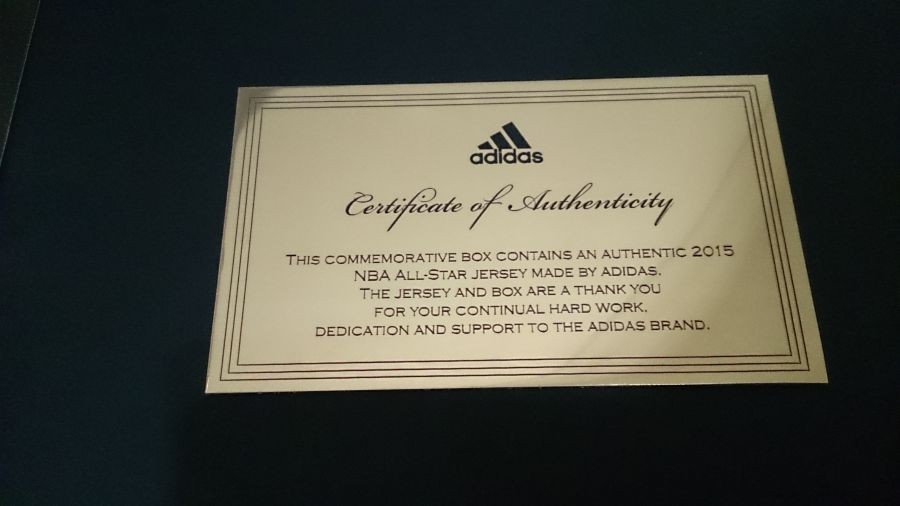 adidas
Certificate of Authenticity
THIS COMMEMORATIVE BOX CONTAINS AN AUTHENTIC 2015
NBA ALL-STAR JERSEY MADE BY ADIDAS.
THE JERSEY AND BOX ARE A THANK YOU
FOR YOUR CONTINUAL HARD WORK,
DEDICATION AND SUPPORT TO THE ADIDAS BRAND.